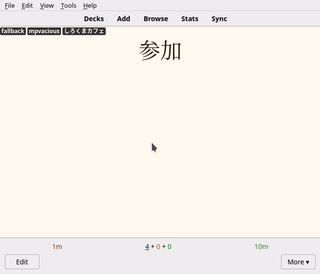 File Edit View Tools Help
Decks Add Browse Stats Sync
fallback mpvacious しろくまカフェ
参加
1m 4 + 0 + 0 10m
Edit More ▾